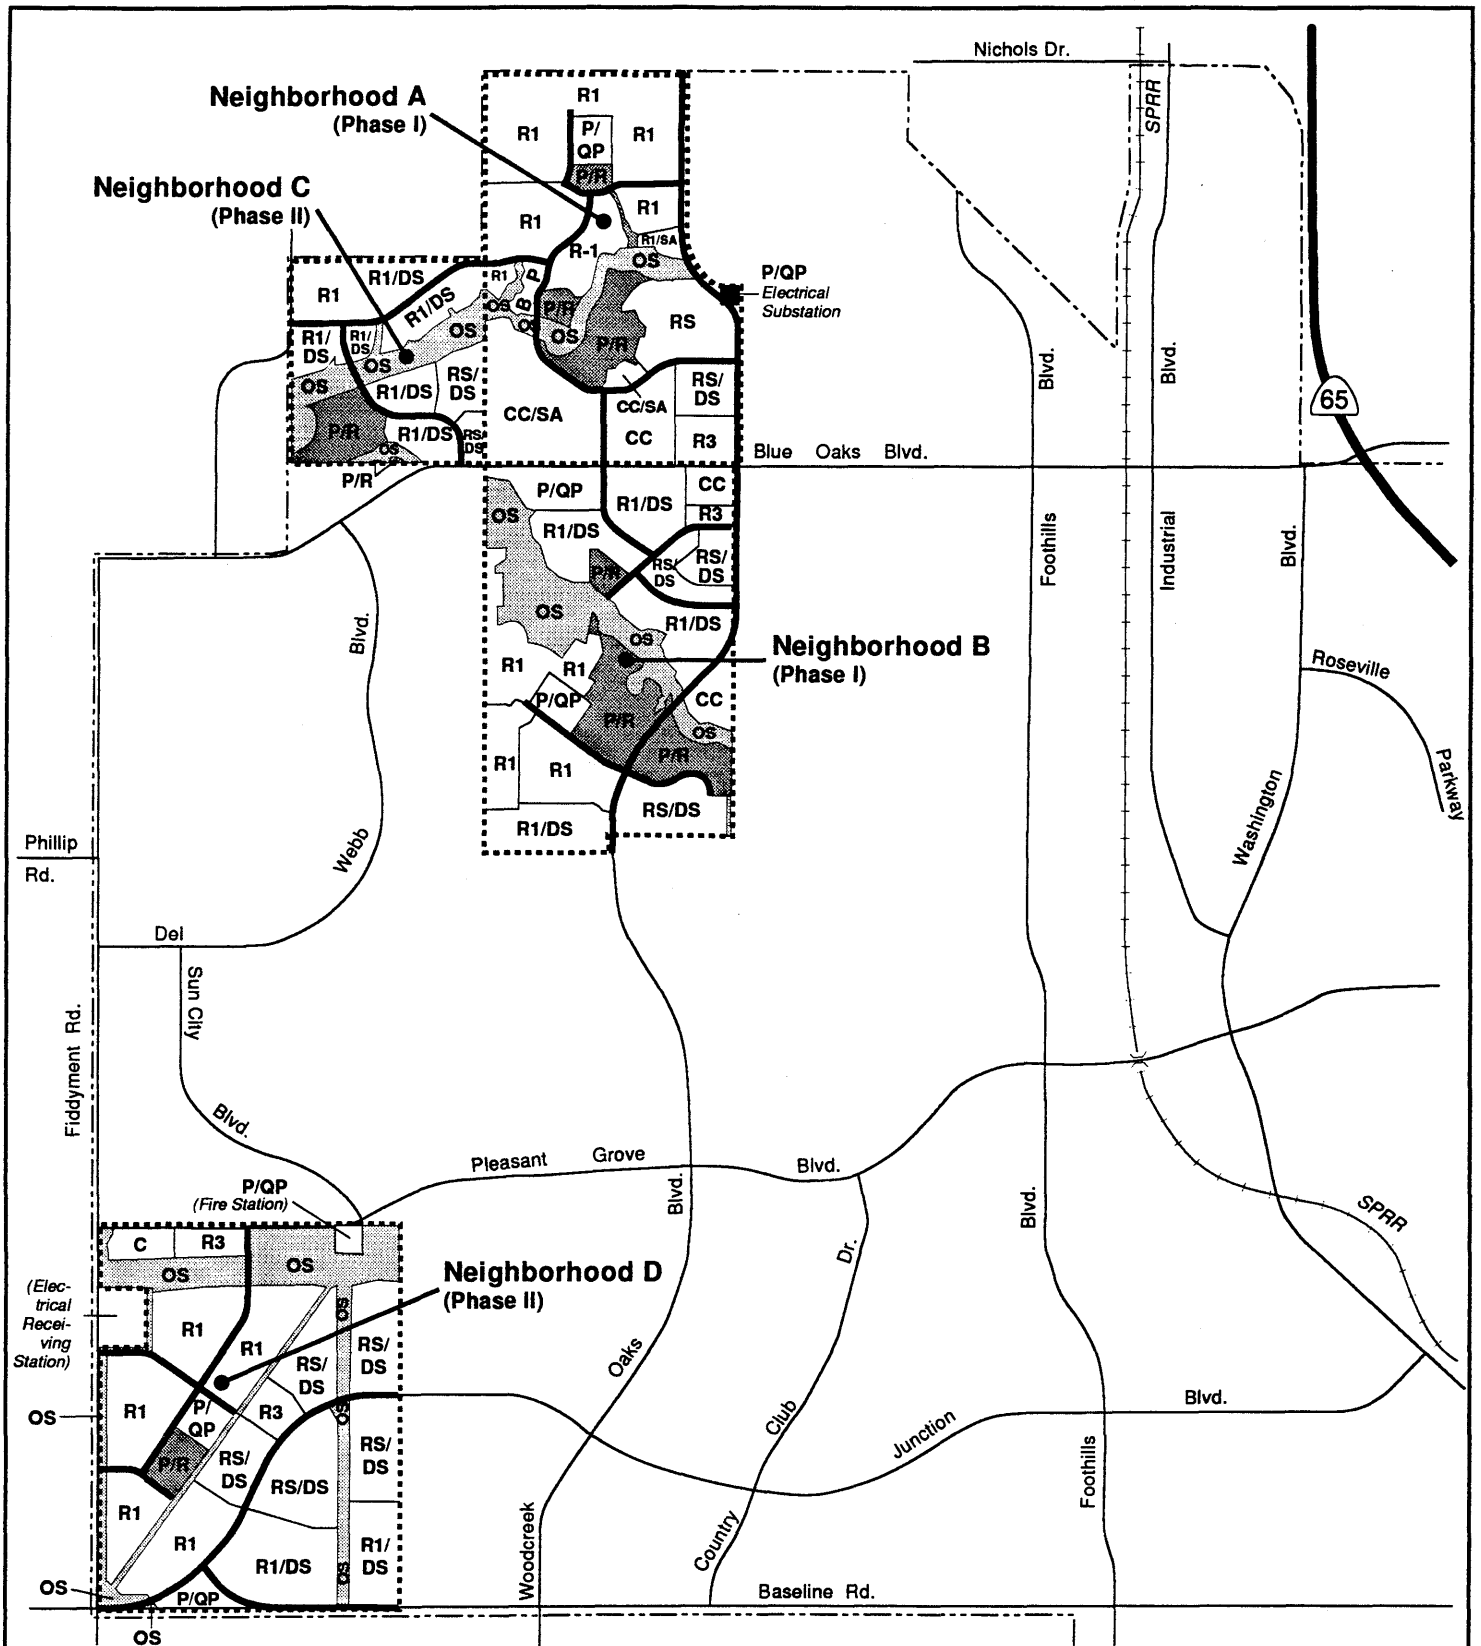 Nichols Dr.
SPRR
Neighborhood A
(Phase I)
R1
R1
P/
QP
R1
P/R
Neighborhood C
(Phase II)
R1
R1
R1/SA
R-1
OS
P/QP
Electrical
Substation
R1/DS
R1
P
R1
R1/DS
OS
B
P/R
OS
OS
OS
RS
P/R
R1/
DS
R1/
DS
OS
OS
R1/DS
RS/
DS
CC/SA
CC/SA
RS/
DS
P/R
R1/DS
RS/
DS
OS
CC
R3
P/R
Blue Oaks Blvd.
Blvd.
Blvd.
65
P/QP
CC
R1/DS
R3
OS
R1/DS
P/R
RS/
DS
RS/
DS
OS
R1/DS
OS
Foothills
Industrial
Blvd.
Blvd.
Neighborhood B
(Phase I)
R1
R1
P/QP
CC
P/R
OS
P/R
R1
R1
RS/DS
R1/DS
Roseville
Parkway
Washington
Phillip
Rd.
Webb
Del
Sun City
Blvd.
Fiddyment Rd.
Pleasant Grove Blvd.
Blvd.
Blvd.
SPRR
P/QP
(Fire Station)
C
R3
OS
OS
Neighborhood D
(Phase II)
(Elec-
trical
Recei-
ving
Station)
OS
R1
R1
RS/
DS
RS/
DS
R1
OS
P/
QP
R3
OS
P/R
RS/
DS
RS/DS
RS/
DS
R1
R1
R1/DS
OS
R1/
DS
OS
P/QP
OS
Oaks
Woodcreek
Dr.
Club
Country
Junction
Blvd.
Foothills
Baseline Rd.